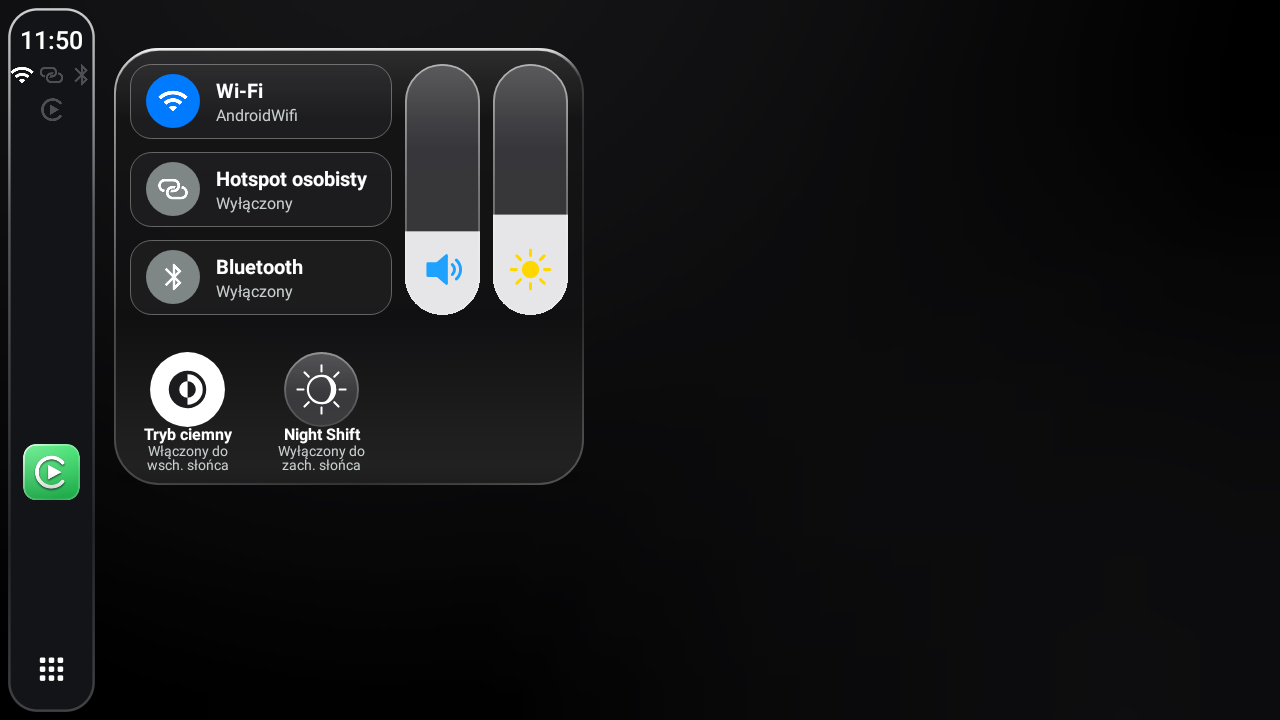 11:50
Wi-Fi
AndroidWifi
Hotspot osobisty
Wyłączony
Bluetooth
Wyłączony
Tryb ciemny
Włączony do
wsch. słońca
Night Shift
Wyłączony do
zach. słońca